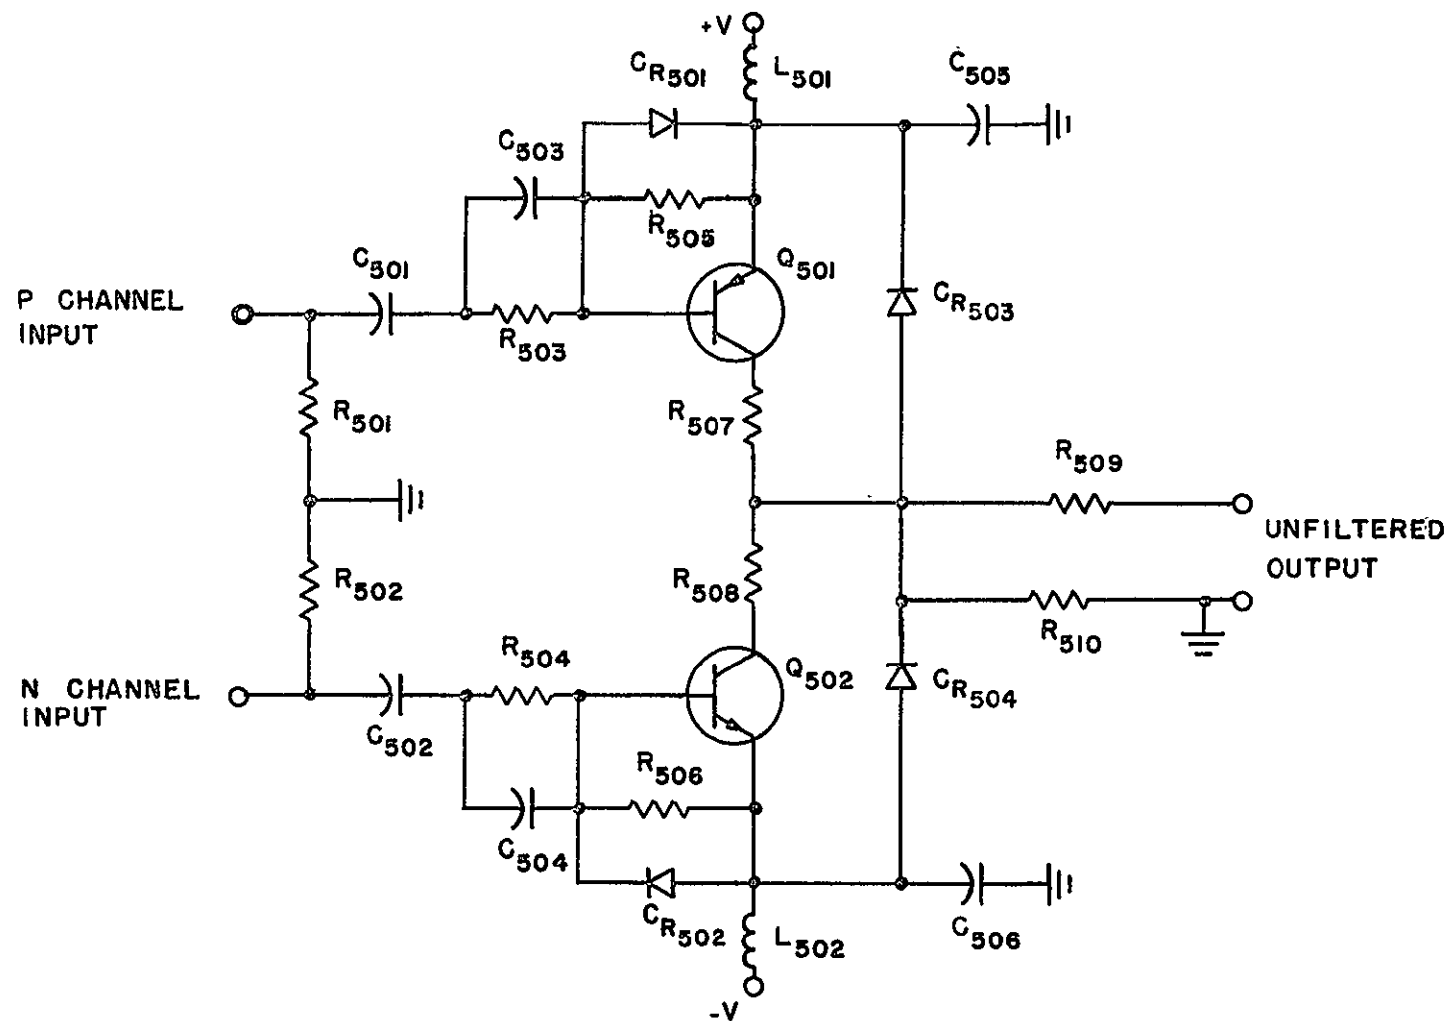 +V
CR501
L501
C505
C503
R505
C501
Q501
P CHANNEL
INPUT
CR503
R503
R501
R507
R509
UNFILTERED
OUTPUT
R502
R508
R510
R504
Q502
N CHANNEL
INPUT
CR504
C502
R506
C504
CR502
L502
C506
-V